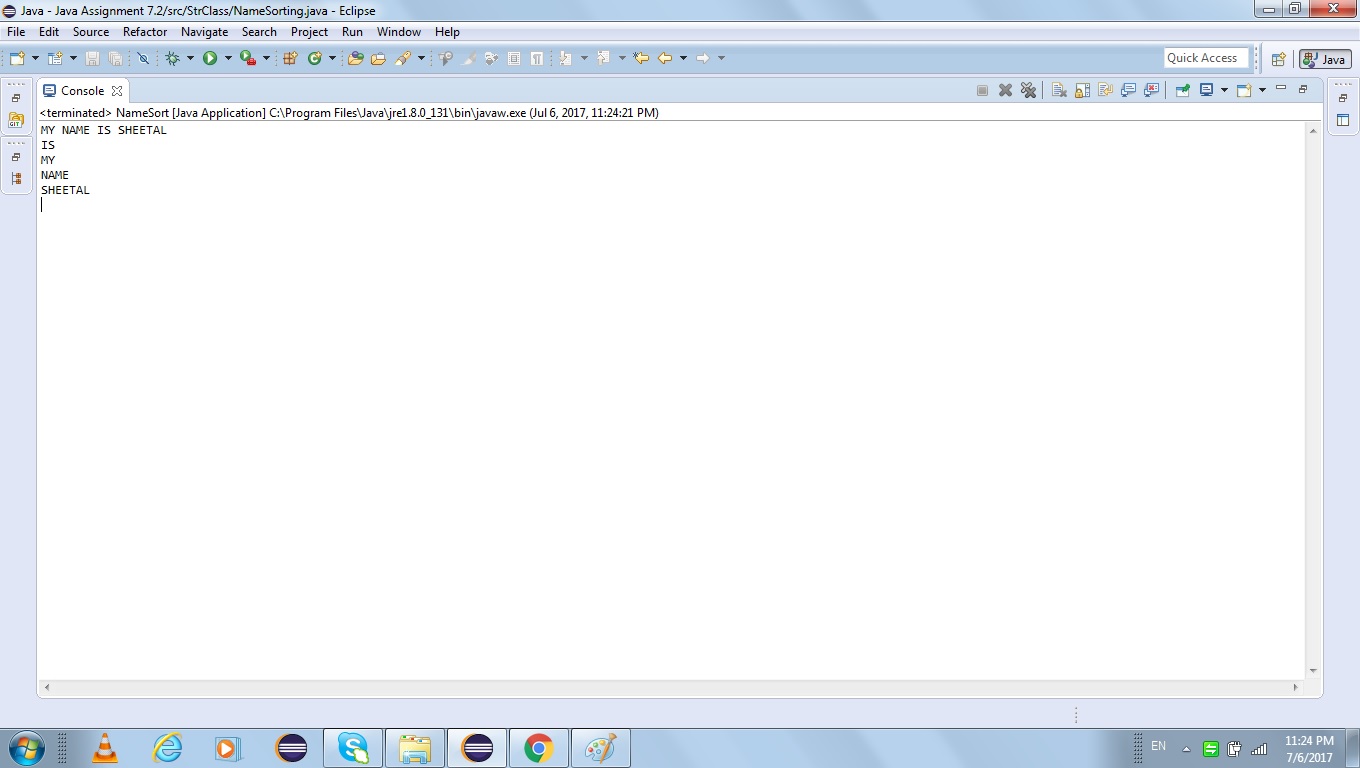 Java - Java Assignment 7.2/src/StrClass/NameSorting.java - Eclipse
File Edit Source Refactor Navigate Search Project Run Window Help
Quick Access
Java
Console
<terminated> NameSort [Java Application] C:\Program Files\Java\jre1.8.0_131\bin\javaw.exe (Jul 6, 2017, 11:24:21 PM)
MY NAME IS SHEETAL
IS
MY
NAME
SHEETAL
EN
11:24 PM
7/6/2017